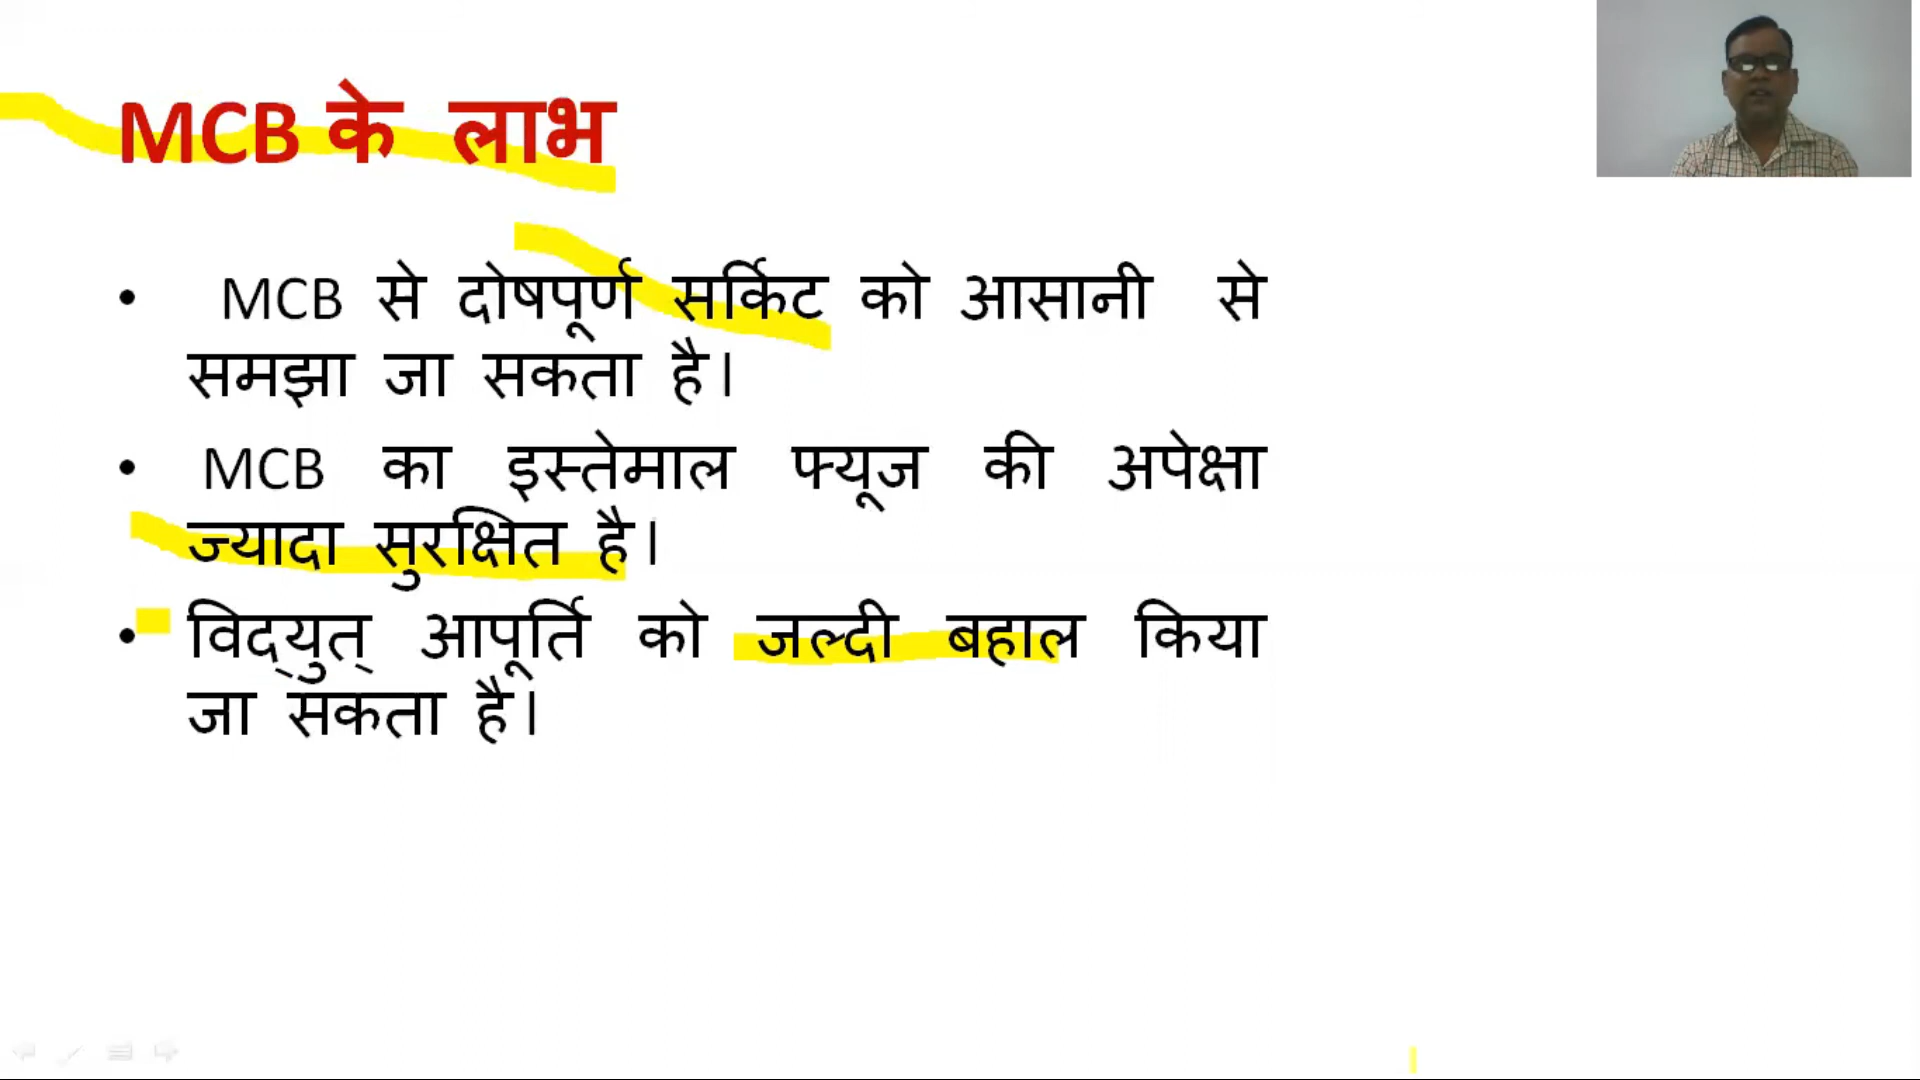 MCB के लाभ
• MCB से दोषपूर्ण सर्किट को आसानी से
समझा जा सकता है।
• MCB का इस्तेमाल फ्यूज की अपेक्षा
ज्यादा सुरक्षित है।
• विद्‌युत् आपूर्ति को जल्दी बहाल किया
जा सकता है।